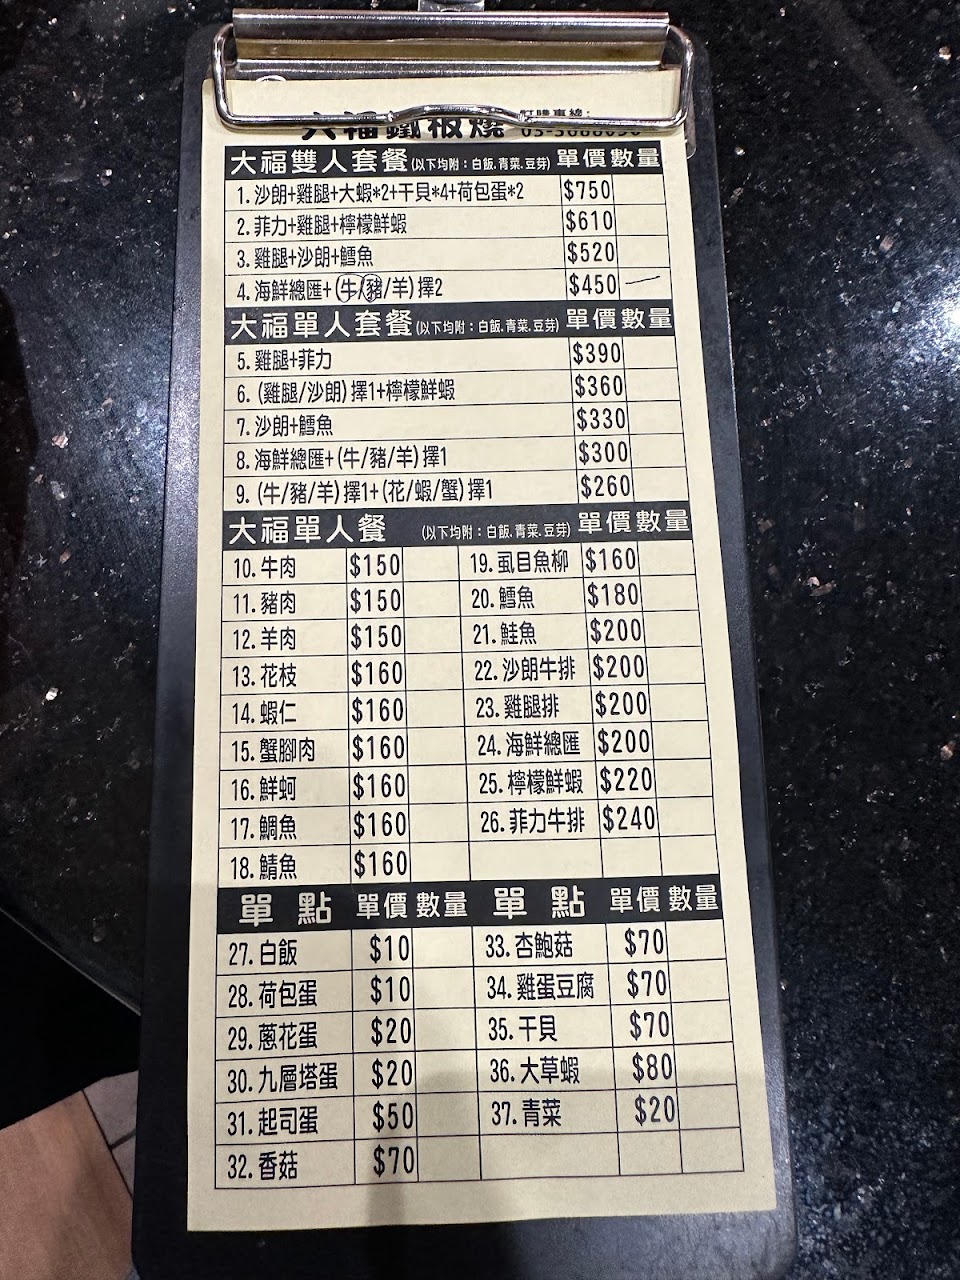 大福鐵板燒 訂購專線:
大福雙人套餐(以下均附：白飯.青菜.豆芽) 單價 數量
1. 沙朗+雞腿+大蝦*2+干貝*4+荷包蛋*2 $750
2. 菲力+雞腿+檸檬鮮蝦 $610
3. 雞腿+沙朗+鱈魚 $520
4. 海鮮總匯+(牛/豬/羊)擇2 $450
大福單人套餐(以下均附：白飯.青菜.豆芽) 單價 數量
5. 雞腿+菲力 $390
6. (雞腿/沙朗) 擇1+檸檬鮮蝦 $360
7. 沙朗+鱈魚 $330
8. 海鮮總匯+(牛/豬/羊)擇1 $300
9. (牛/豬/羊)擇1+(花/蝦/蟹)擇1 $260
大福單人餐 (以下均附：白飯.青菜.豆芽) 單價 數量
10. 牛肉 $150 19. 虱目魚柳 $160
11. 豬肉 $150 20. 鱈魚 $180
12. 羊肉 $150 21. 鮭魚 $200
13. 花枝 $160 22. 沙朗牛排 $200
14. 蝦仁 $160 23. 雞腿排 $200
15. 蟹腳肉 $160 24. 海鮮總匯 $200
16. 鮮蚵 $160 25. 檸檬鮮蝦 $220
17. 鯛魚 $160 26. 菲力牛排 $240
18. 鯖魚 $160
單點 單價 數量 單點 單價 數量
27. 白飯 $10 33. 杏鮑菇 $70
28. 荷包蛋 $10 34. 雞蛋豆腐 $70
29. 蔥花蛋 $20 35. 干貝 $70
30. 九層塔蛋 $20 36. 大草蝦 $80
31. 起司蛋 $50 37. 青菜 $20
32. 香菇 $70